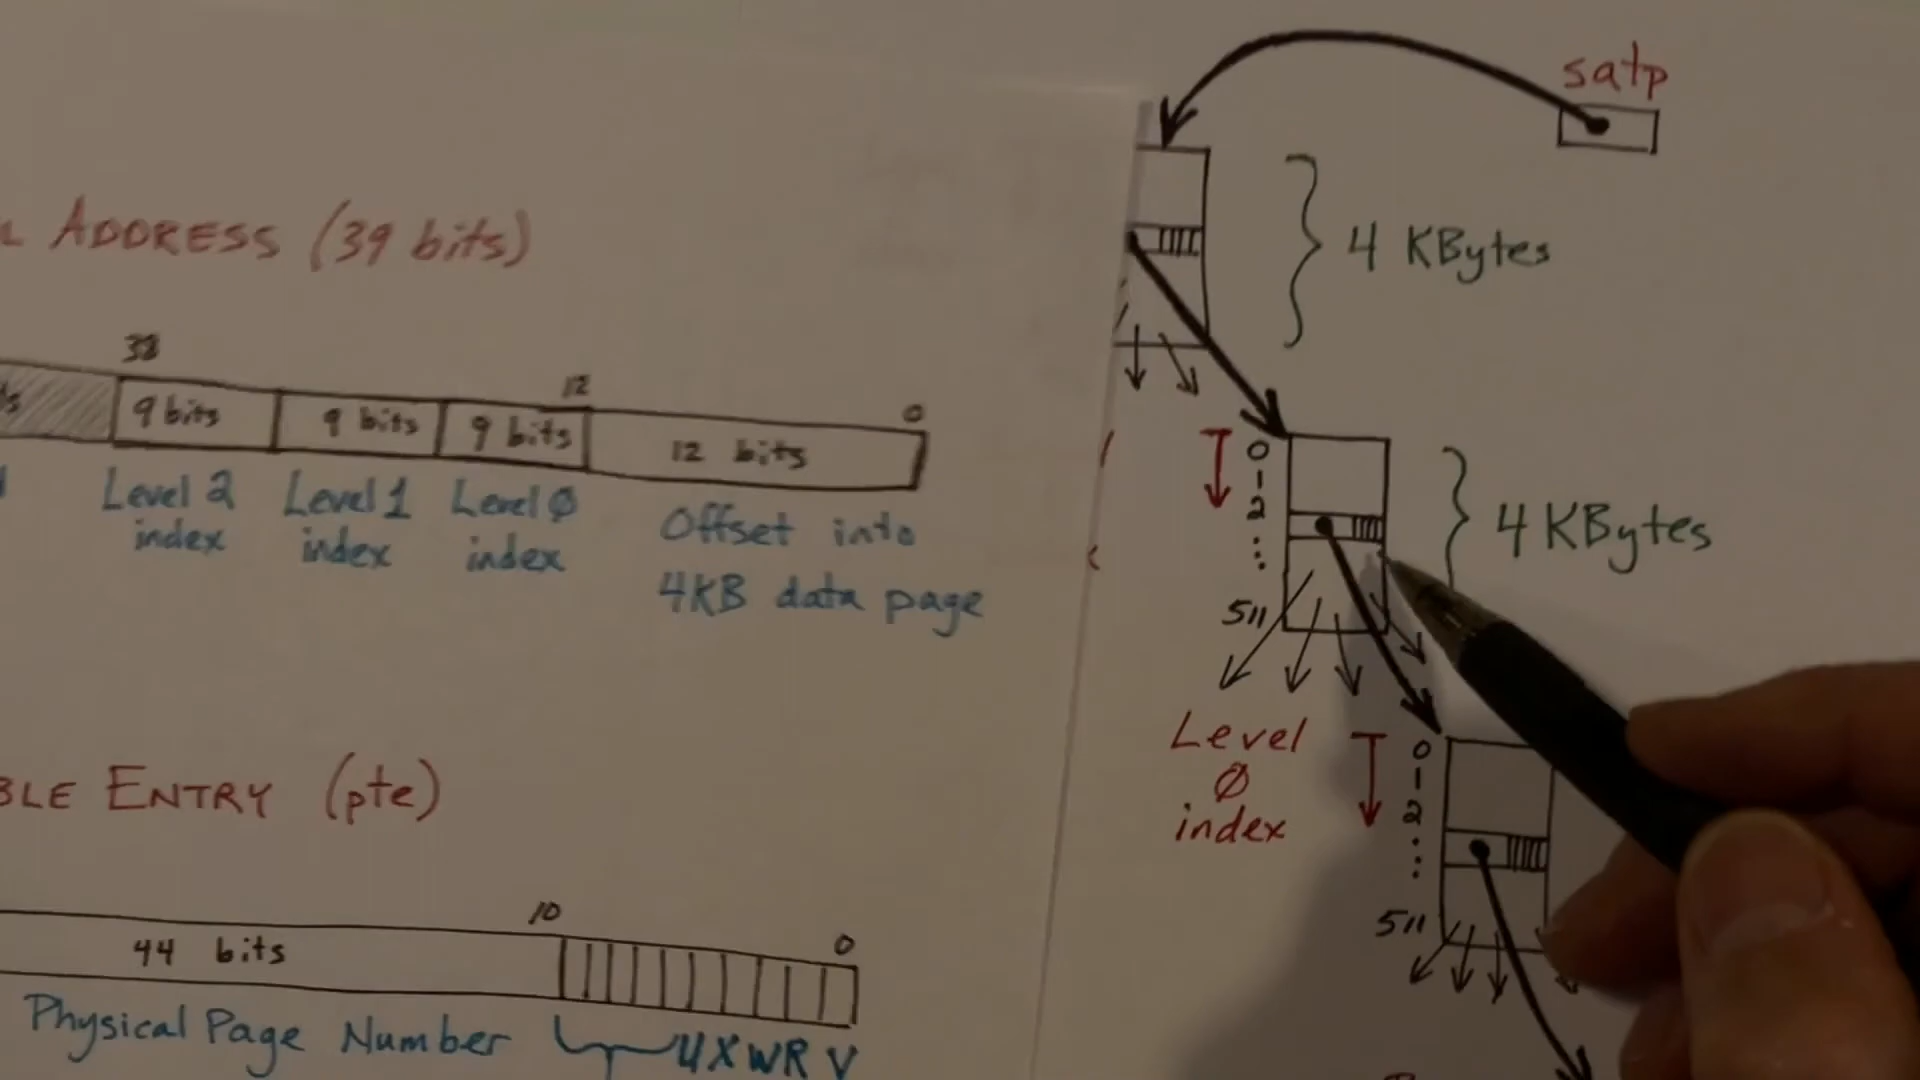 ADDRESS (39 bits)
38
12
0
9 bits
9 bits
9 bits
12 bits
Level 2
index
Level 1
index
Level Ø
index
Offset into
4KB data page
ENTRY (pte)
10
0
44 bits
Physical Page Number
U X W R V
satp
4 KBytes
0
1
2
511
4 KBytes
Level
Ø
index
0
1
2
511